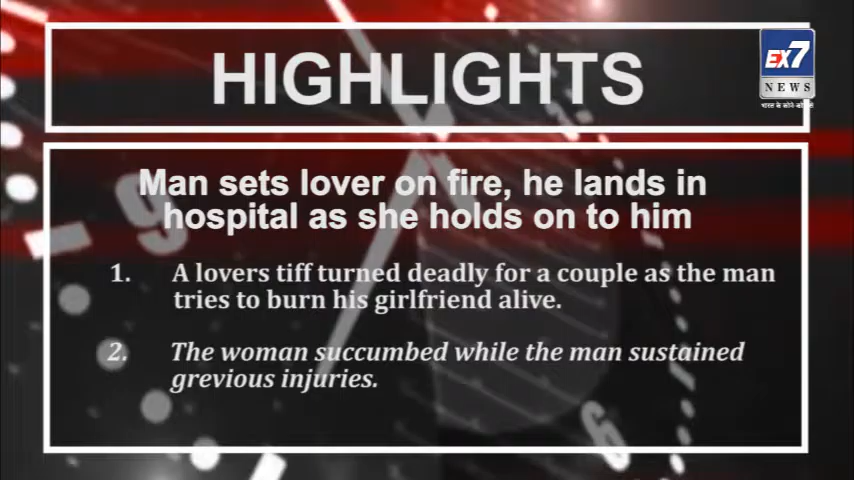 HIGHLIGHTS
EX7
NEWS
Man sets lover on fire, he lands in
hospital as she holds on to him
1. A lovers tiff turned deadly for a couple as the man
tries to burn his girlfriend alive.
2. The woman succumbed while the man sustained
grevious injuries.
9
6